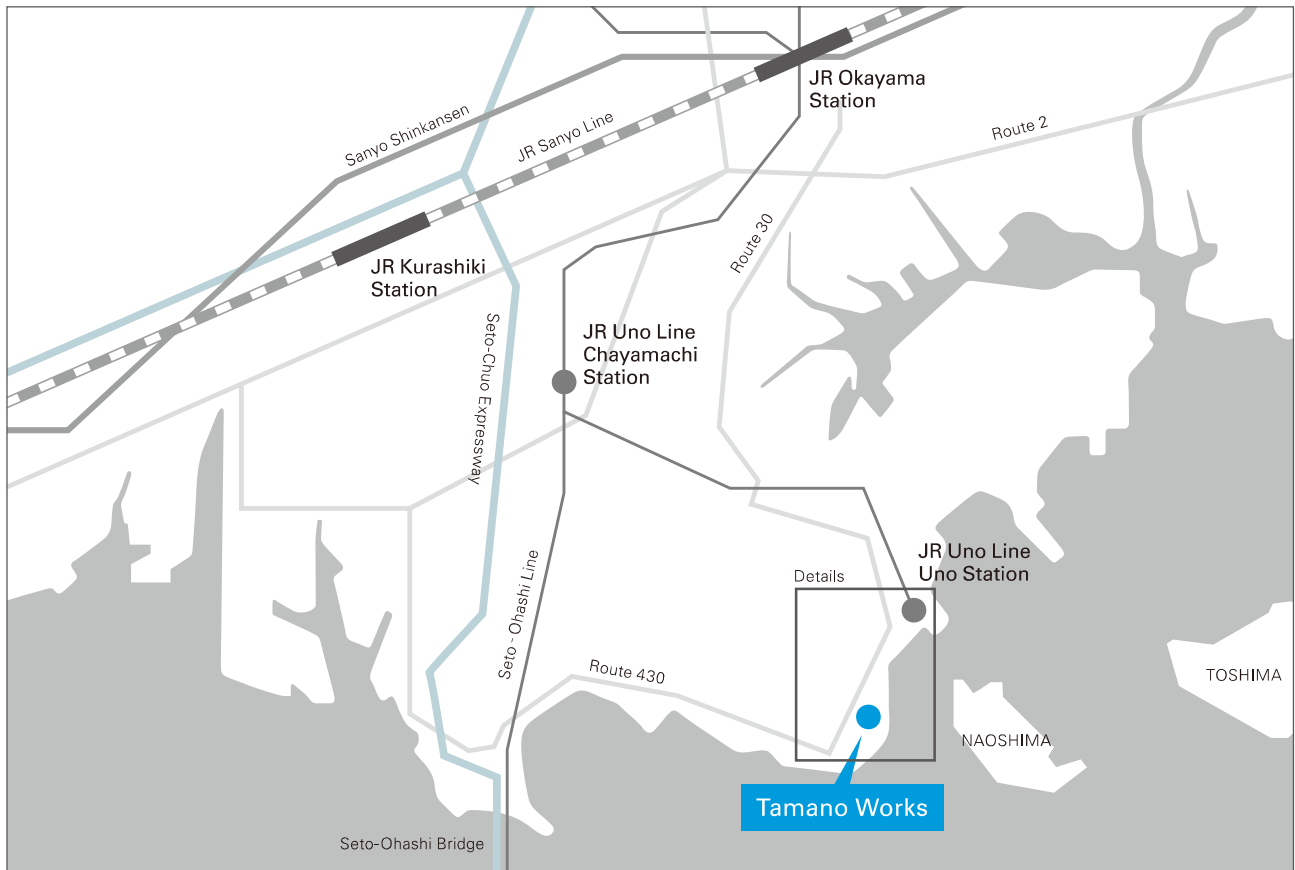 JR Okayama
Station
Sanyo Shinkansen
JR Sanyo Line
Route 2
Route 30
JR Kurashiki
Station
Seto-Chuo Expressway
JR Uno Line
Chayamachi
Station
JR Uno Line
Uno Station
Details
Seto - Ohashi Line
Route 430
TOSHIMA
NAOSHIMA
Tamano Works
Seto-Ohashi Bridge